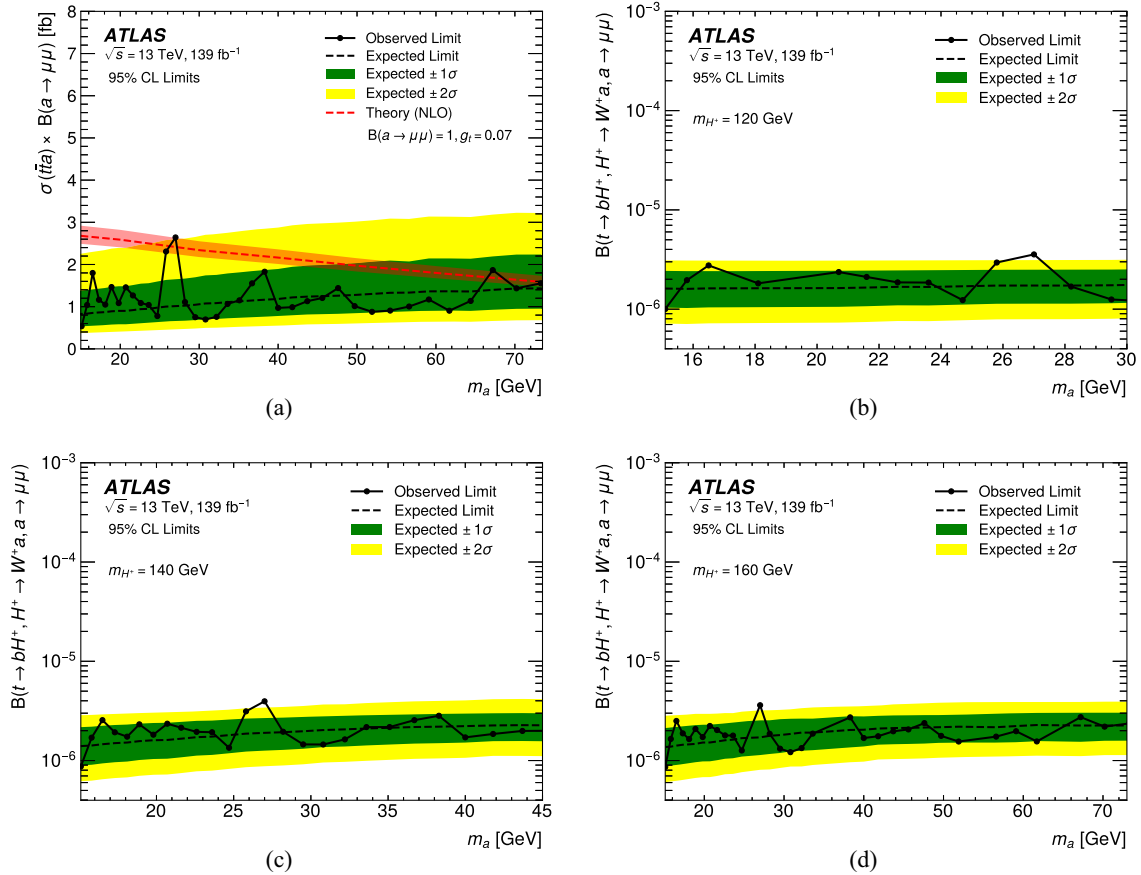 ATLAS
√s = 13 TeV, 139 fb⁻¹
95% CL Limits
Observed Limit
Expected Limit
Expected ± 1σ
Expected ± 2σ
Theory (NLO)
B(a → μμ) = 1, gₜ = 0.07
σ(tt̄a) × B(a → μμ) [fb]
8
7
6
5
4
3
2
1
0
20 30 40 50 60 70
mₐ [GeV]
(a)
ATLAS
√s = 13 TeV, 139 fb⁻¹
95% CL Limits
m_{H⁺} = 120 GeV
Observed Limit
Expected Limit
Expected ± 1σ
Expected ± 2σ
B(t → bH⁺, H⁺ → W⁺a, a → μμ)
10⁻³
10⁻⁴
10⁻⁵
10⁻⁶
16 18 20 22 24 26 28 30
mₐ [GeV]
(b)
ATLAS
√s = 13 TeV, 139 fb⁻¹
95% CL Limits
m_{H⁺} = 140 GeV
Observed Limit
Expected Limit
Expected ± 1σ
Expected ± 2σ
B(t → bH⁺, H⁺ → W⁺a, a → μμ)
10⁻³
10⁻⁴
10⁻⁵
10⁻⁶
20 25 30 35 40 45
mₐ [GeV]
(c)
ATLAS
√s = 13 TeV, 139 fb⁻¹
95% CL Limits
m_{H⁺} = 160 GeV
Observed Limit
Expected Limit
Expected ± 1σ
Expected ± 2σ
B(t → bH⁺, H⁺ → W⁺a, a → μμ)
10⁻³
10⁻⁴
10⁻⁵
10⁻⁶
20 30 40 50 60 70
mₐ [GeV]
(d)